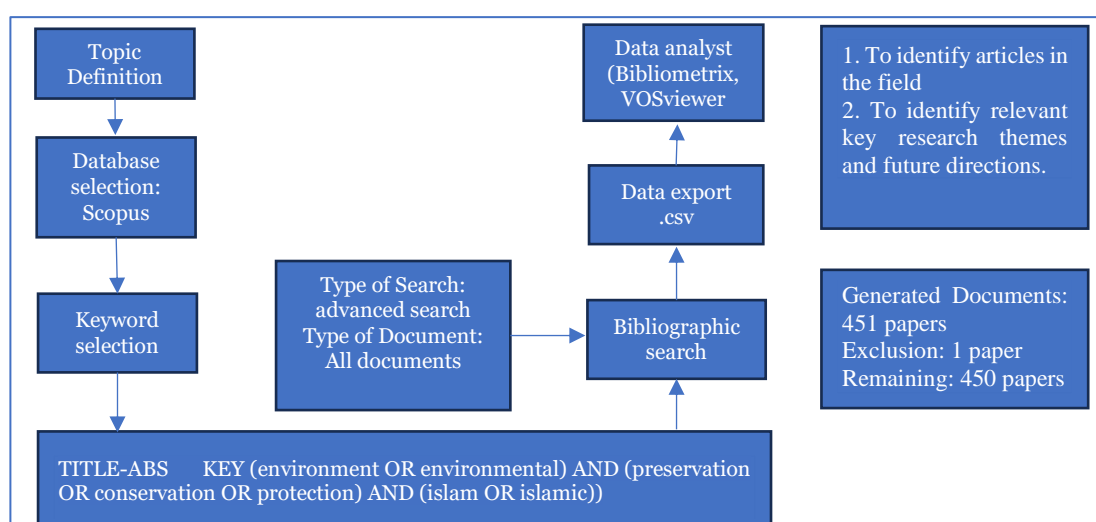 Topic
Definition
Database
selection:
Scopus
Keyword
selection
TITLE-ABS KEY (environment OR environmental) AND (preservation
OR conservation OR protection) AND (islam OR islamic))
Type of Search:
advanced search
Type of Document:
All documents
Bibliographic
search
Data export
.csv
Data analyst
(Bibliometrix,
VOSviewer
1. To identify articles in
the field
2. To identify relevant
key research themes
and future directions.
Generated Documents:
451 papers
Exclusion: 1 paper
Remaining: 450 papers